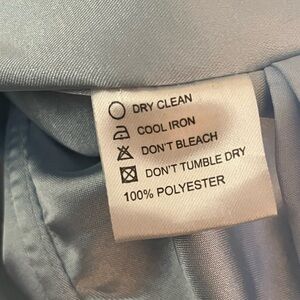 DRY CLEAN
COOL IRON
DON'T BLEACH
DON'T TUMBLE DRY
100% POLYESTER